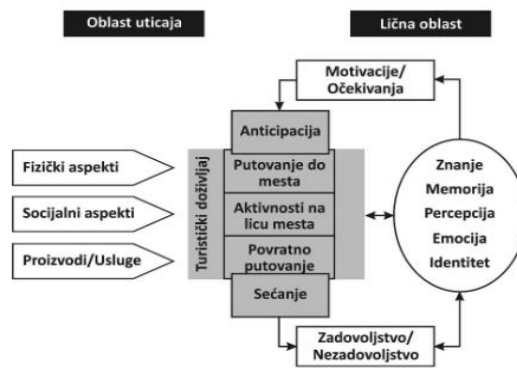 Oblast uticaja
Lična oblast
Motivacije/
Očekivanja
Anticipacija
Fizički aspekti
Socijalni aspekti
Proizvodi/Usluge
Turistički doživljaj
Putovanje do
mesta
Aktivnosti na
licu mesta
Povratno
putovanje
Sećanje
Znanje
Memorija
Percepcija
Emocija
Identitet
Zadovoljstvo/
Nezadovoljstvo